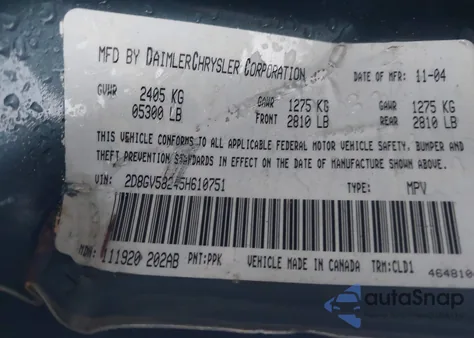 MFD BY DAIMLERCHRYSLER CORPORATION DATE OF MFR: 11-04
GVWR 2405 KG GAWR 1275 KG GAWR 1275 KG
05300 LB FRONT 2810 LB REAR 2810 LB
THIS VEHICLE CONFORMS TO ALL APPLICABLE FEDERAL MOTOR VEHICLE SAFETY, BUMPER AND
THEFT PREVENTION STANDARDS IN EFFECT ON THE DATE OF MANUFACTURE SHOWN ABOVE.
VIN: 2D8GV58245H610751 TYPE: MPV
MDH: 111920 202AB PNT: PPK VEHICLE MADE IN CANADA TRM: CLD1
464810
autoSnap